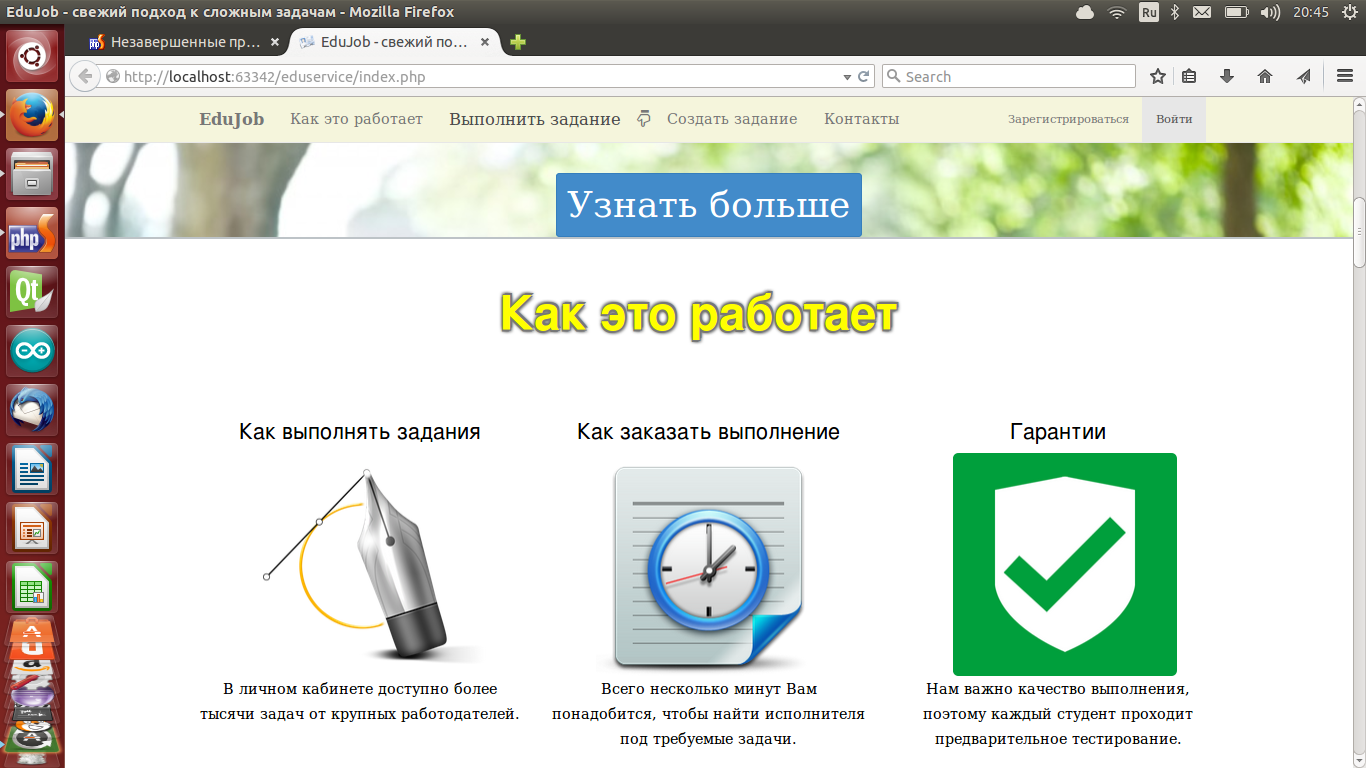 EduJob - свежий подход к сложным задачам - Mozilla Firefox
Ru
20:45
Незавершенные пр...
EduJob - свежий по...
http://localhost:63342/eduservice/index.php
Search
EduJob
Как это работает
Выполнить задание
Создать задание
Контакты
Зарегистрироваться
Войти
Узнать больше
Как это работает
Как выполнять задания
Как заказать выполнение
Гарантии
В личном кабинете доступно более
тысячи задач от крупных работодателей.
Всего несколько минут Вам
понадобится, чтобы найти исполнителя
под требуемые задачи.
Нам важно качество выполнения,
поэтому каждый студент проходит
предварительное тестирование.
php
Qt